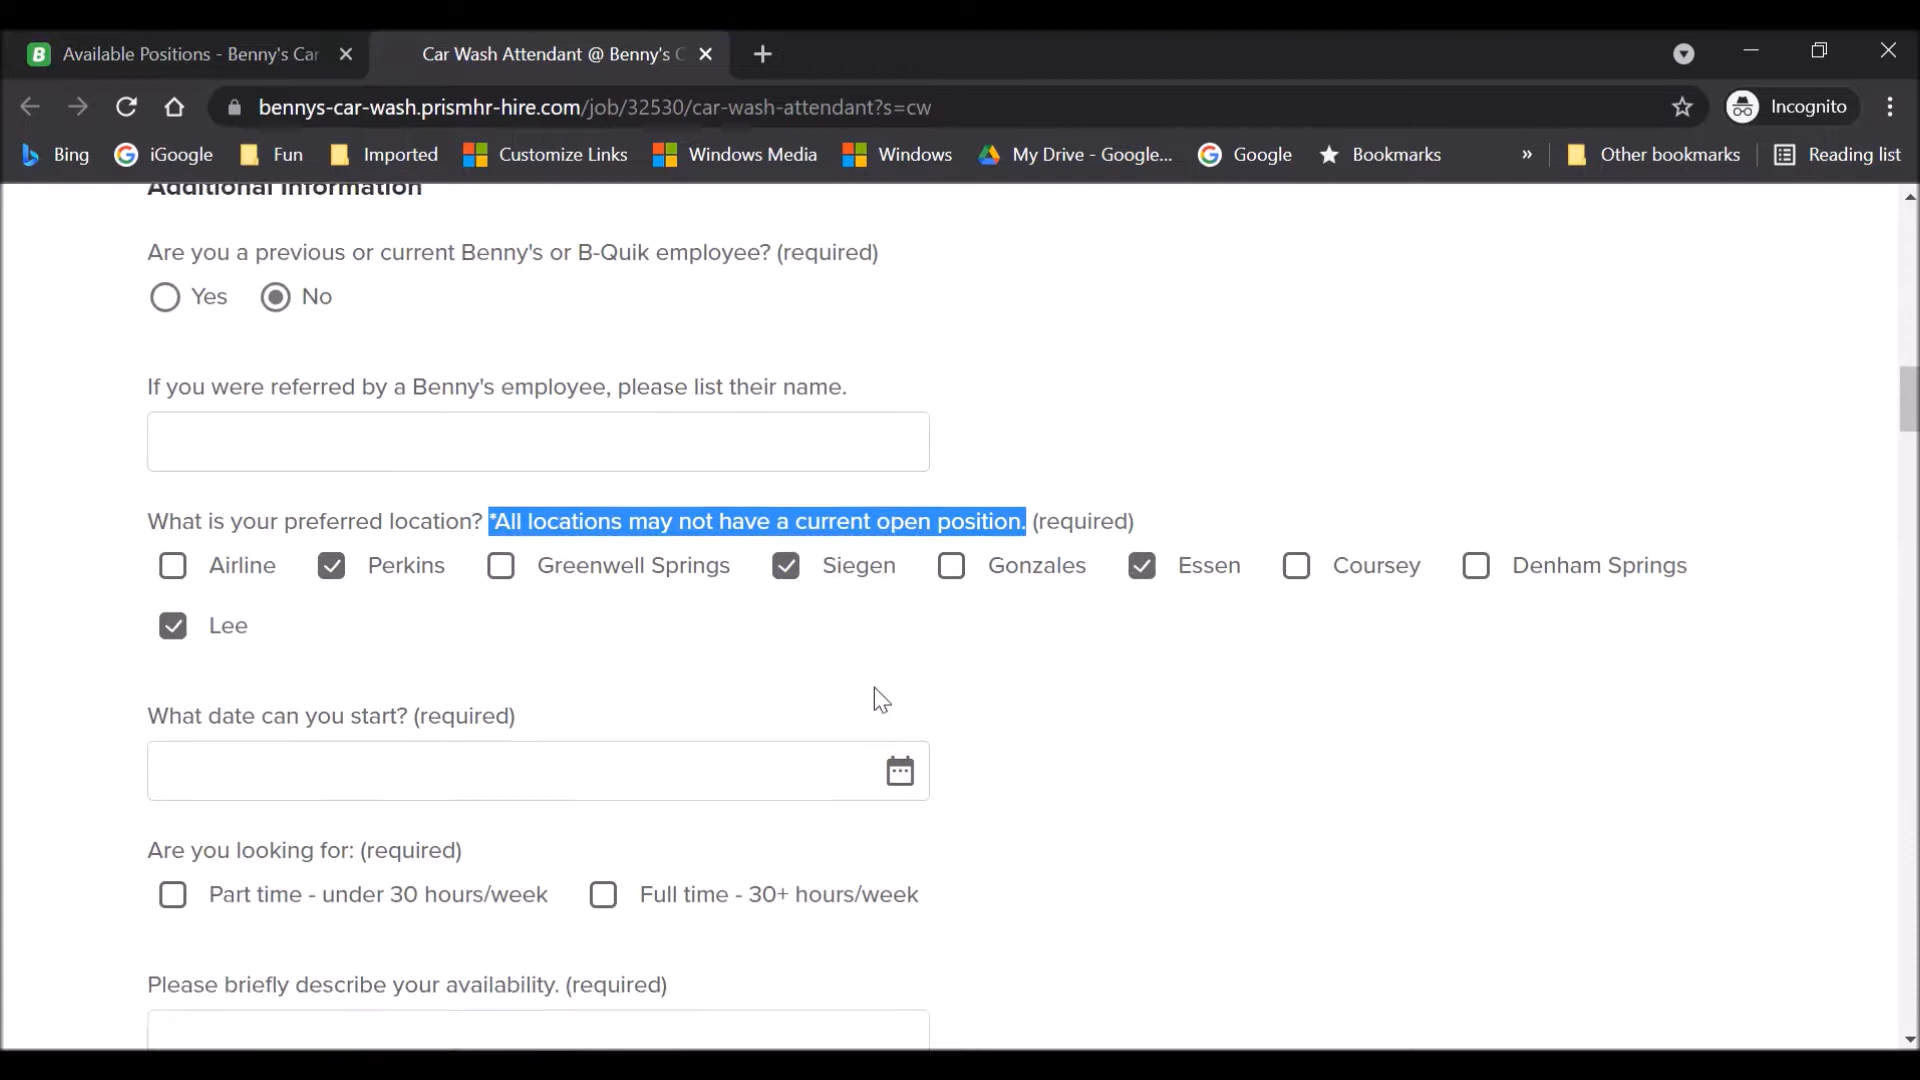 Available Positions - Benny's Car
Car Wash Attendant @ Benny's C
bennys-car-wash.prismhr-hire.com/job/32530/car-wash-attendant?s=cw
Incognito
Bing
iGoogle
Fun
Imported
Customize Links
Windows Media
Windows
My Drive - Google...
Google
Bookmarks
»
Other bookmarks
Reading list
Additional Information
Are you a previous or current Benny's or B-Quik employee? (required)
Yes No
If you were referred by a Benny's employee, please list their name.
What is your preferred location? *All locations may not have a current open position. (required)
Airline Perkins Greenwell Springs Siegen Gonzales Essen Coursey Denham Springs
Lee
What date can you start? (required)
Are you looking for: (required)
Part time - under 30 hours/week Full time - 30+ hours/week
Please briefly describe your availability. (required)